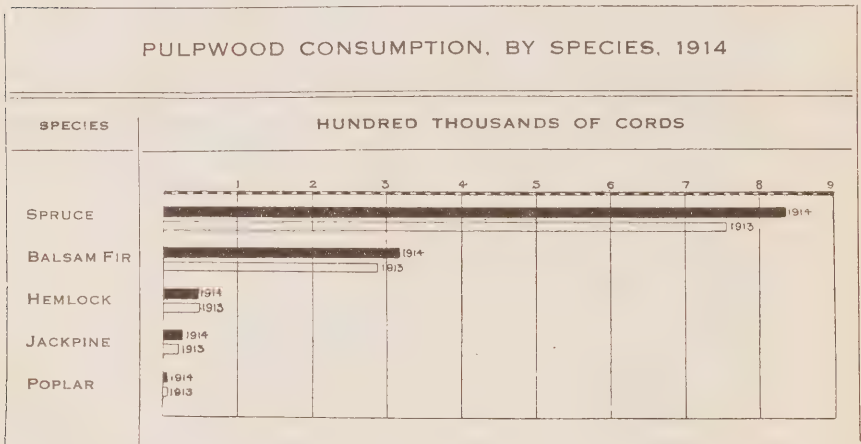 PULPWOOD CONSUMPTION, BY SPECIES, 1914
SPECIES
HUNDRED THOUSANDS OF CORDS
1 2 3 4 5 6 7 8 9
SPRUCE
1914
1913
BALSAM FIR
1914
1913
HEMLOCK
1914
1913
JACKPINE
1914
1913
POPLAR
1914
1913